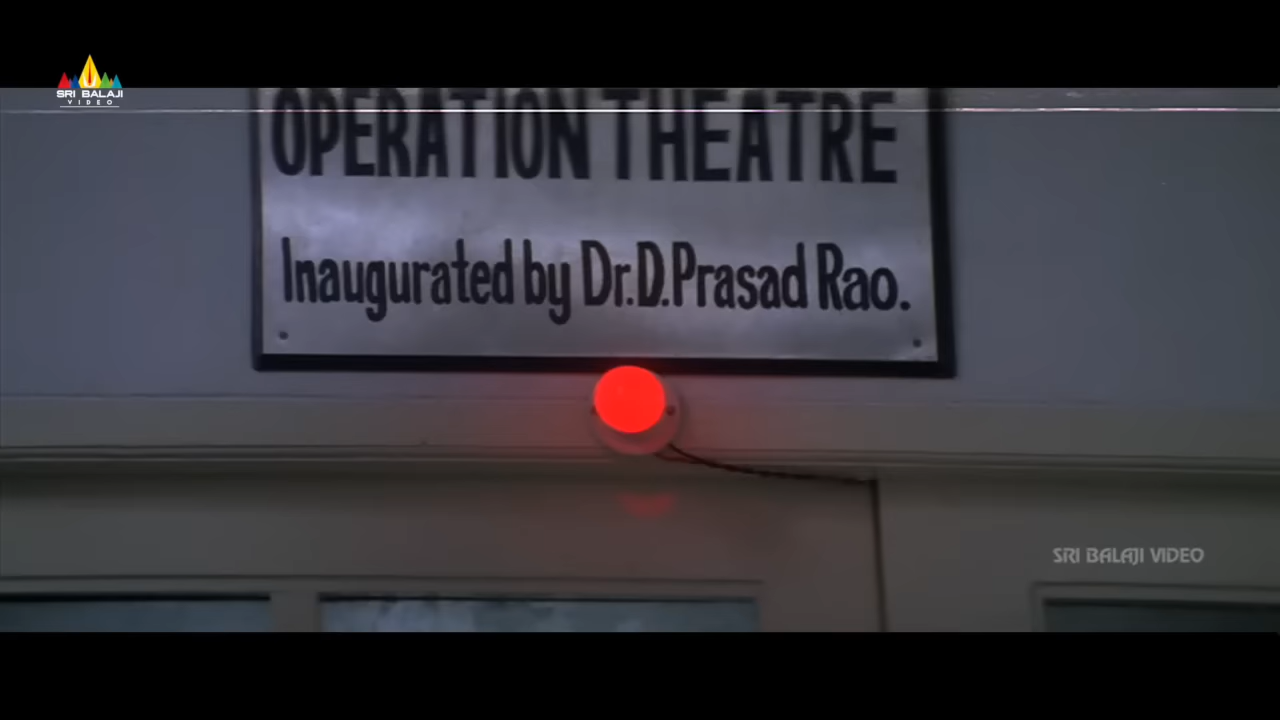 SRI BALAJI
VIDEO
OPERATION THEATRE
Inaugurated by Dr.D.Prasad Rao.
SRI BALAJI VIDEO